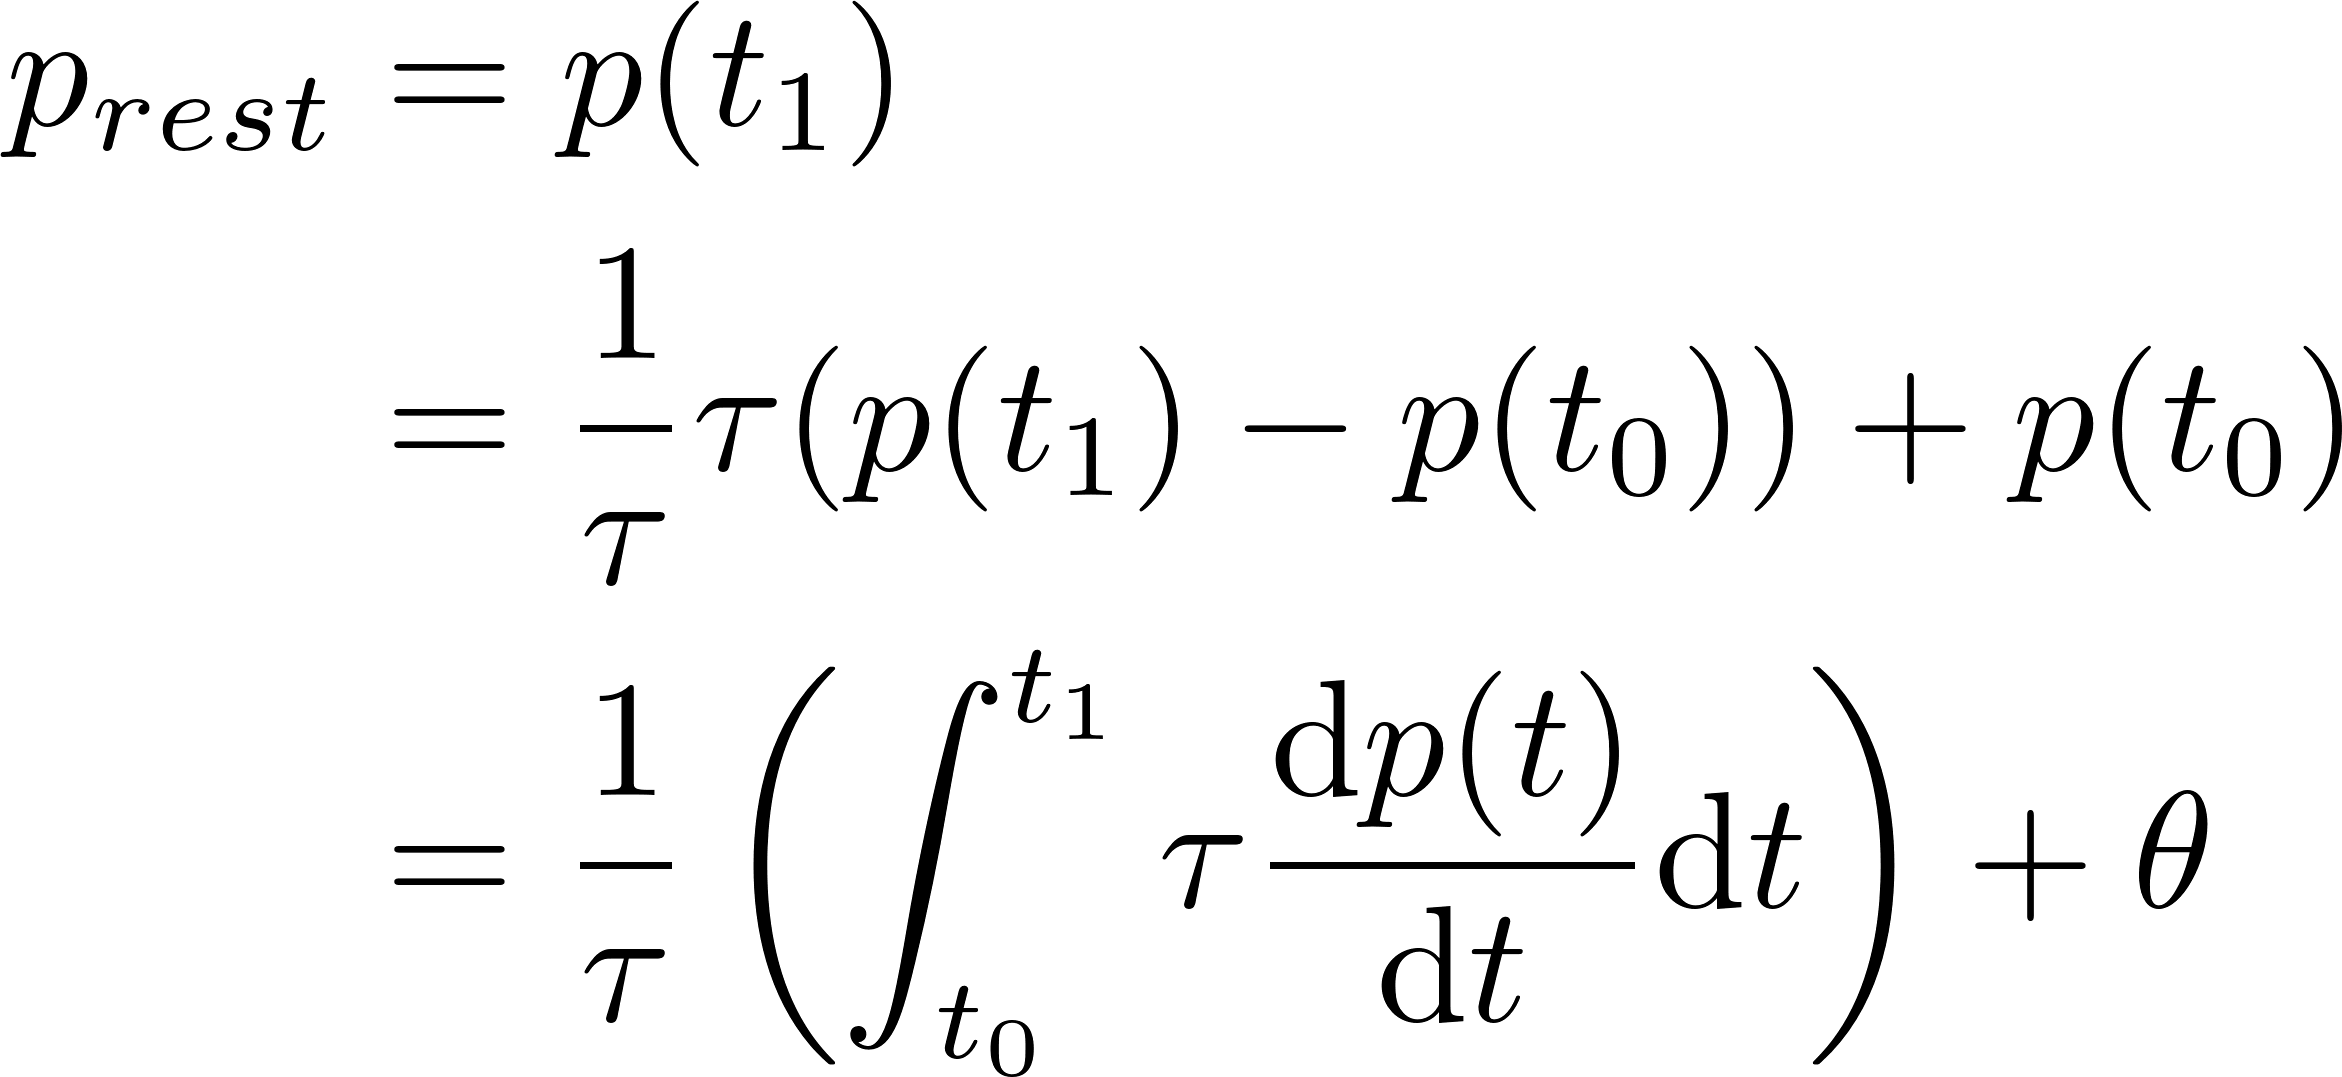 p_{rest} = p(t_1)
= \frac{1}{\tau} \tau (p(t_1) - p(t_0)) + p(t_0)
= \frac{1}{\tau} \left( \int_{t_0}^{t_1} \tau \frac{\mathrm{d}p(t)}{\mathrm{d}t} \mathrm{d}t \right) + \theta